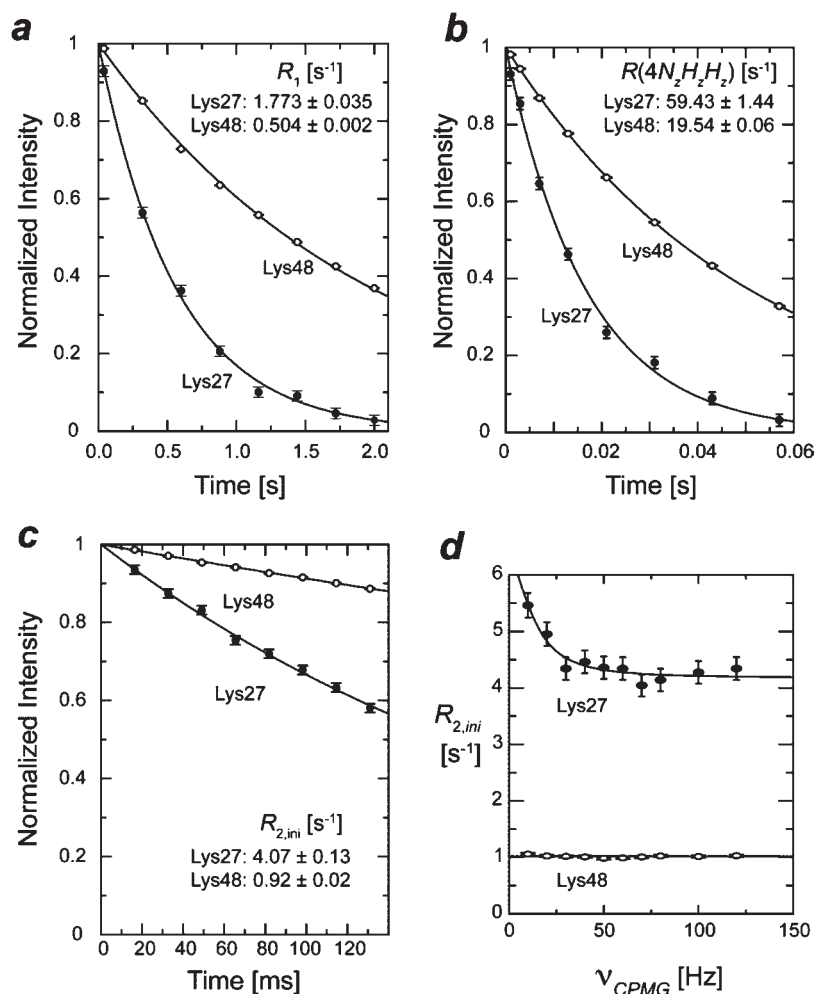 a
R₁ [s⁻¹]
Lys27: 1.773 ± 0.035
Lys48: 0.504 ± 0.002
1
0.8
0.6
0.4
0.2
0
Normalized Intensity
Lys48
Lys27
0.0 0.5 1.0 1.5 2.0
Time [s]
b
R(4NzHzHz) [s⁻¹]
Lys27: 59.43 ± 1.44
Lys48: 19.54 ± 0.06
1
0.8
0.6
0.4
0.2
0
Normalized Intensity
Lys48
Lys27
0 0.02 0.04 0.06
Time [s]
c
1
0.8
0.6
0.4
0.2
0
Normalized Intensity
Lys48
Lys27
R2,ini [s⁻¹]
Lys27: 4.07 ± 0.13
Lys48: 0.92 ± 0.02
0 20 40 60 80 100 120
Time [ms]
d
6
5
4
3
2
1
0
R2,ini
[s⁻¹]
Lys27
Lys48
0 50 100 150
νCPMG [Hz]